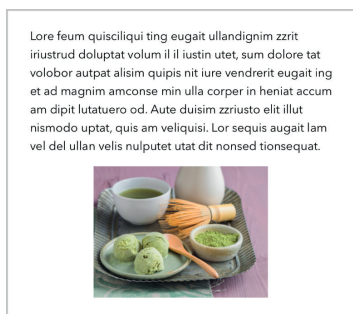 Lore feum quisciliqui ting eugait ullandignim zzrit
iriustrud doluptat volum il il iustin utet, sum dolore tat
volobor autpat alisim quipis nit iure vendrerit eugait ing
et ad magnim amconse min ulla corper in heniat accum
am dipit lutatuero od. Aute duisim zzriusto elit illut
nismodo uptat, quis am veliquisi. Lor sequis augait lam
vel del ullan velis nulputet utat dit nonsed tionsequat.